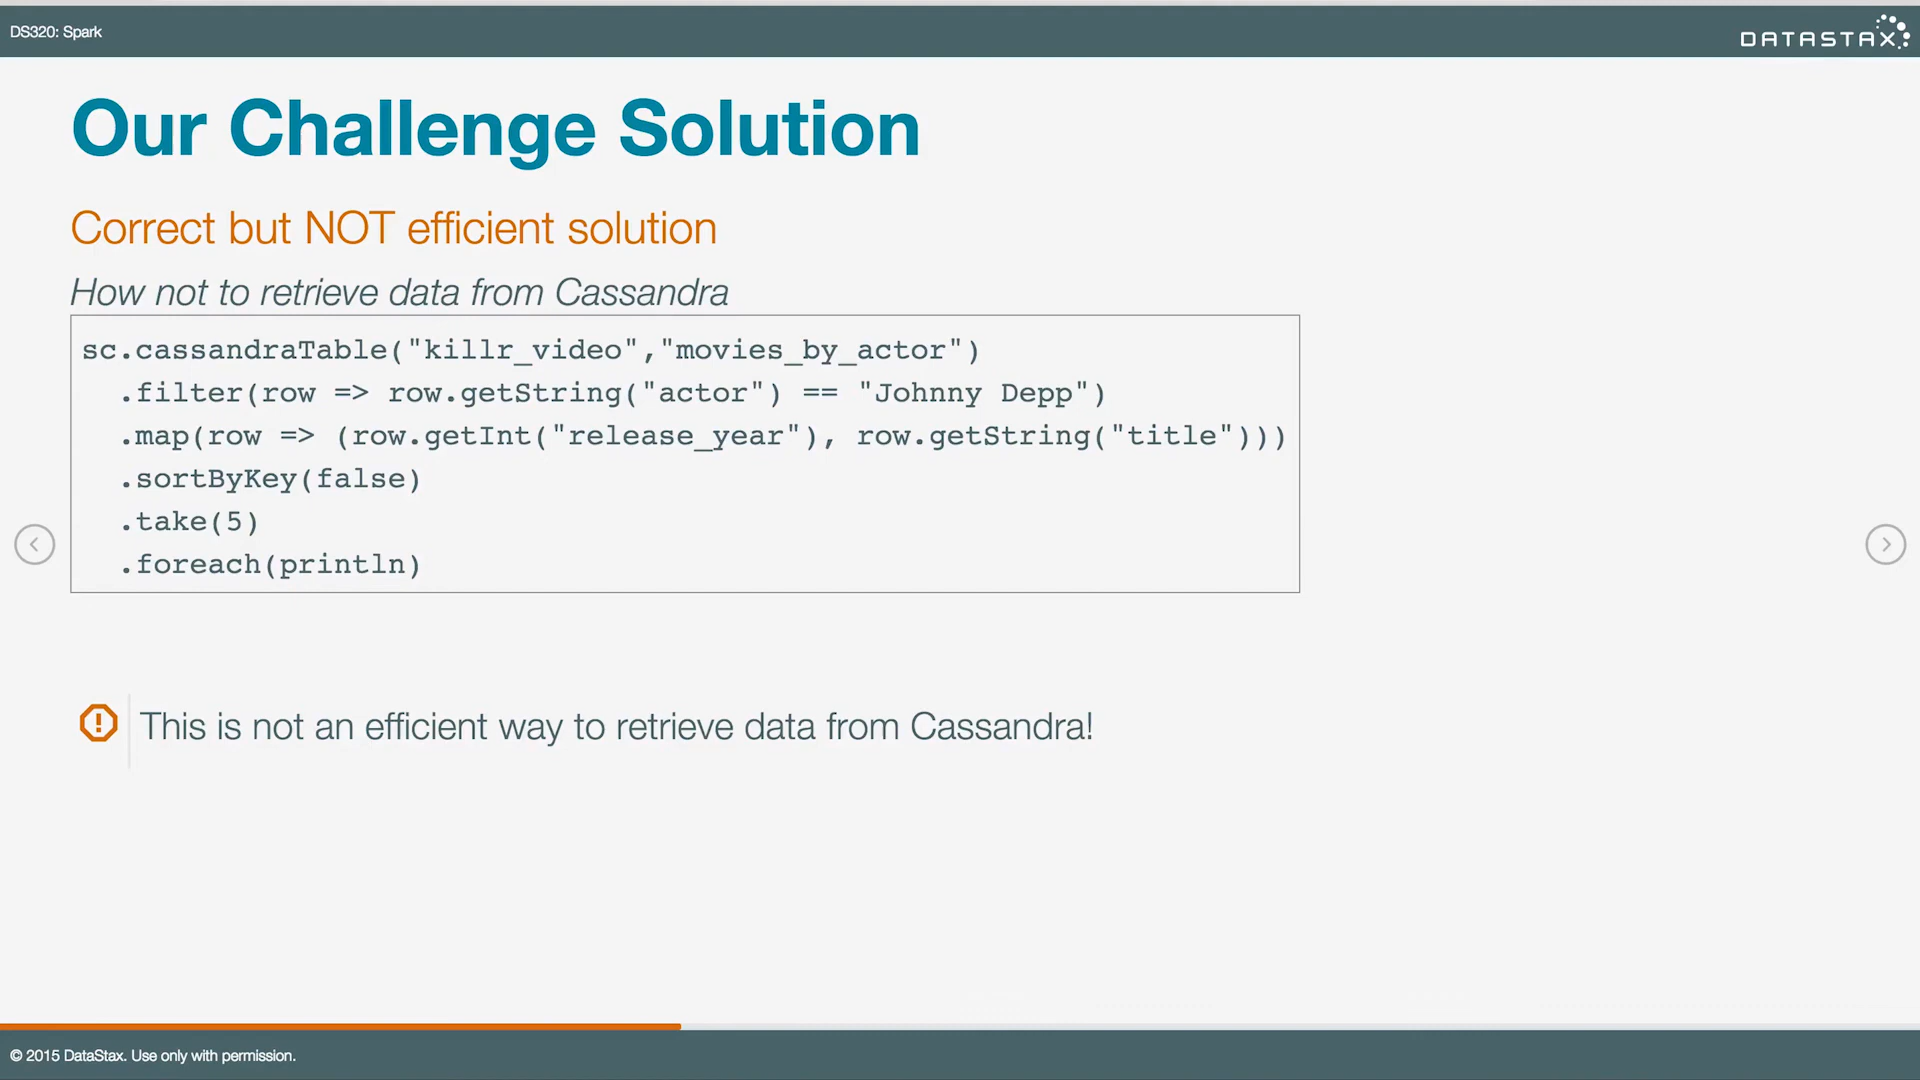 DS320: Spark
DATASTAX
Our Challenge Solution
Correct but NOT efficient solution
How not to retrieve data from Cassandra
sc.cassandraTable("killr_video","movies_by_actor")
.filter(row => row.getString("actor") == "Johnny Depp")
.map(row => (row.getInt("release_year"), row.getString("title")))
.sortByKey(false)
.take(5)
.foreach(println)
This is not an efficient way to retrieve data from Cassandra!
© 2015 DataStax. Use only with permission.